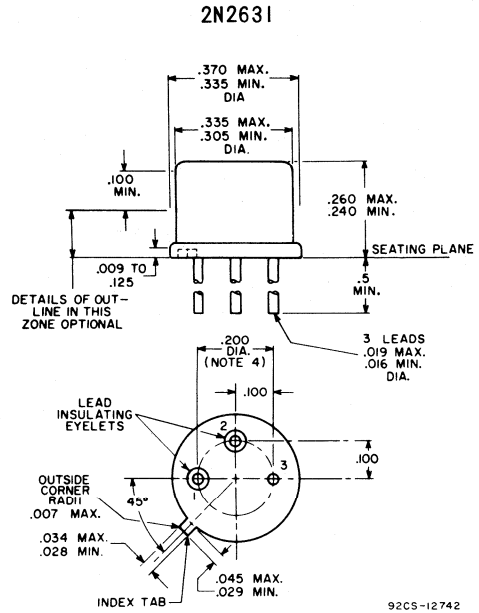 2N2631
.370 MAX.
.335 MIN.
DIA
.335 MAX.
.305 MIN.
DIA.
.100
MIN.
.260 MAX.
.240 MIN.
SEATING PLANE
.009 TO
.125
.5
MIN.
DETAILS OF OUT-
LINE IN THIS
ZONE OPTIONAL
3 LEADS
.019 MAX.
.016 MIN.
DIA.
.200
DIA.
(NOTE 4)
.100
LEAD
INSULATING
EYELETS
2
3
.100
OUTSIDE
CORNER
RADII
.007 MAX.
45°
.034 MAX.
.028 MIN.
.045 MAX.
.029 MIN.
INDEX TAB
92CS-12742